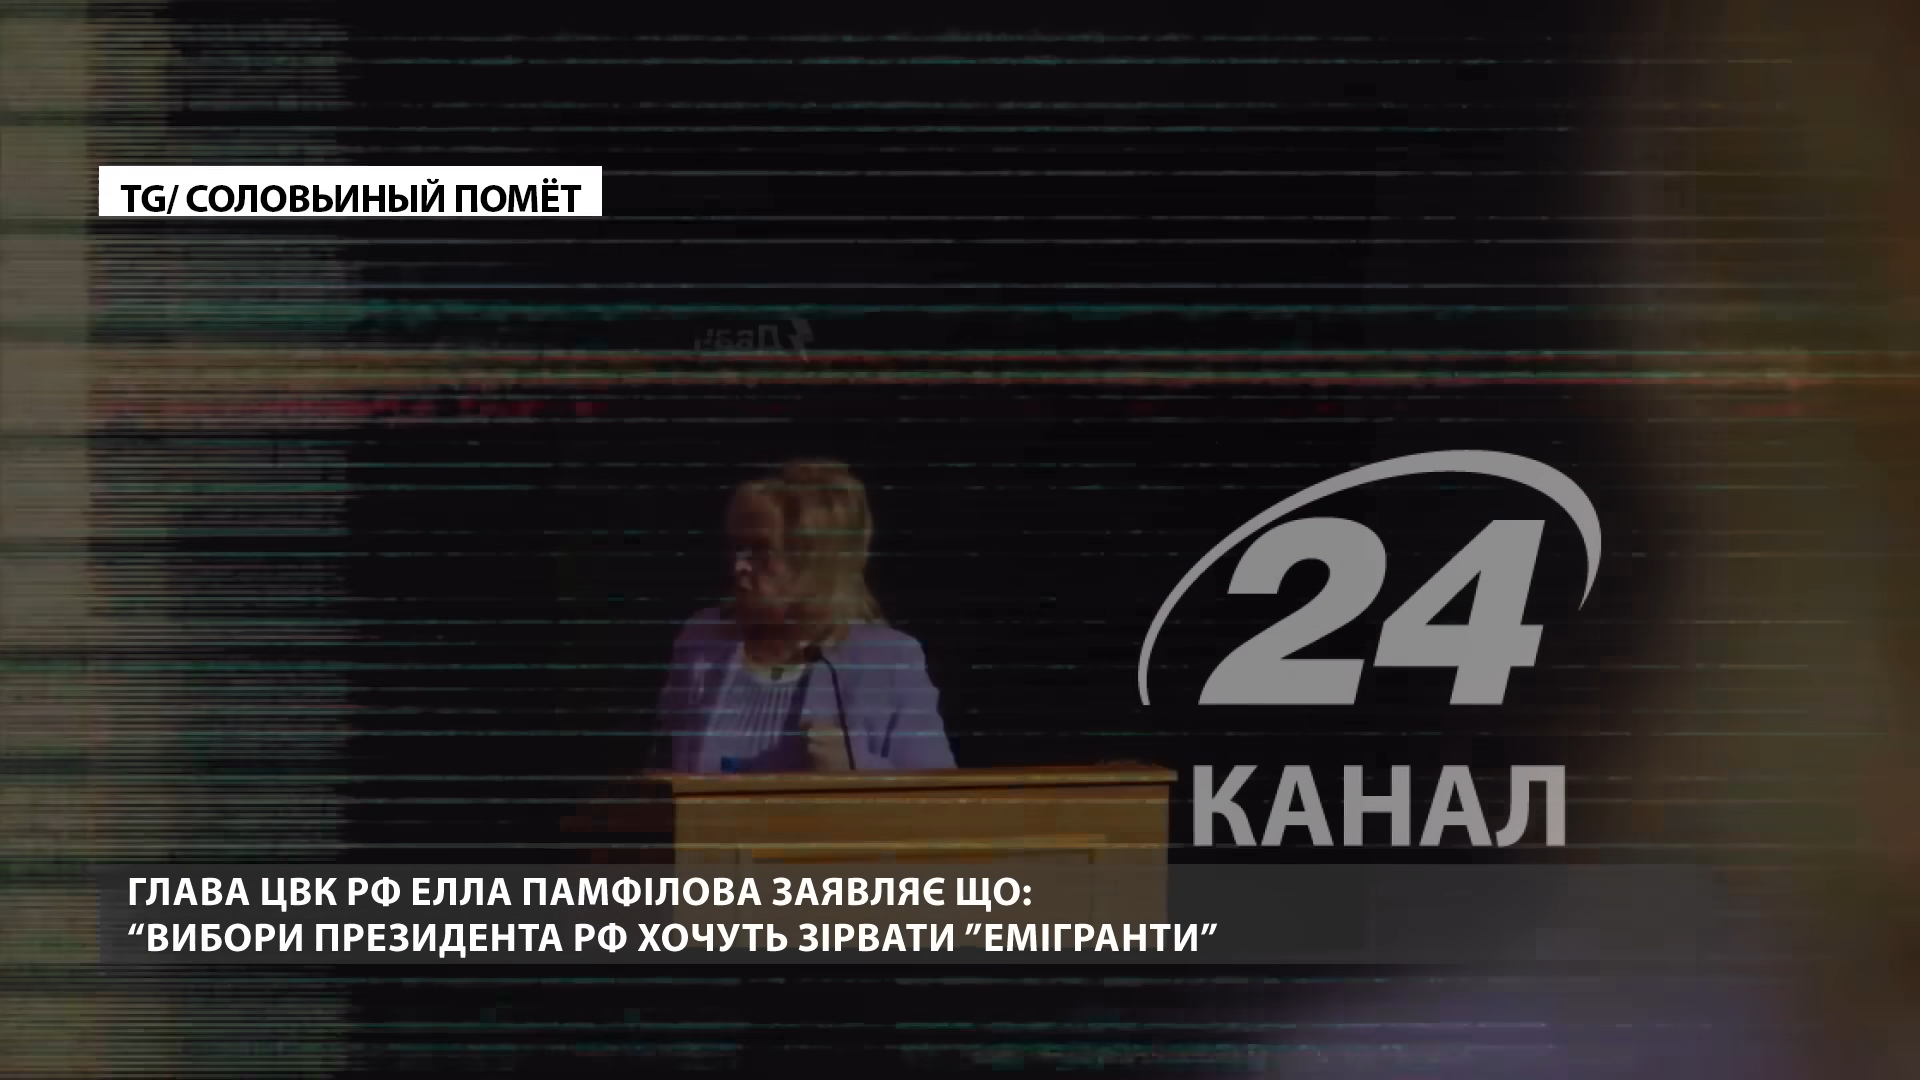 TG/ СОЛОВЬИНЫЙ ПОМЁТ
24
КАНАЛ
ГЛАВА ЦВК РФ ЕЛЛА ПАМФІЛОВА ЗАЯВЛЯЄ ЩО:
“ВИБОРИ ПРЕЗИДЕНТА РФ ХОЧУТЬ ЗІРВАТИ ”ЕМІГРАНТИ”